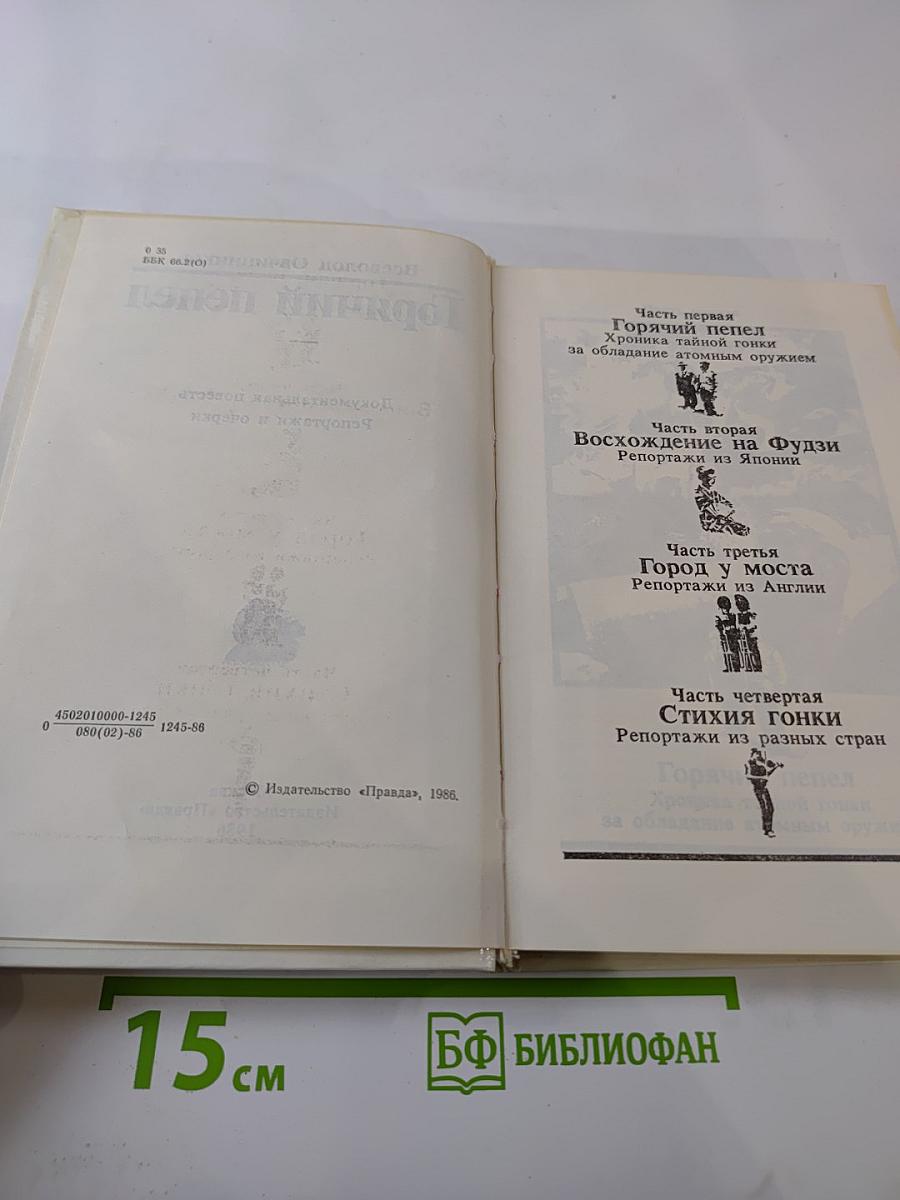 О 35
ББК 66.2(О)
4502010000-1245
О 080(02)-86 1245-86
© Издательство «Правда», 1986.
Часть первая
Горячий пепел
Хроника тайной гонки
за обладание атомным оружием
Часть вторая
Восхождение на Фудзи
Репортажи из Японии
Часть третья
Город у моста
Репортажи из Англии
Часть четвертая
Стихия гонки
Репортажи из разных стран
15 см
БФ БИБЛИОФАН